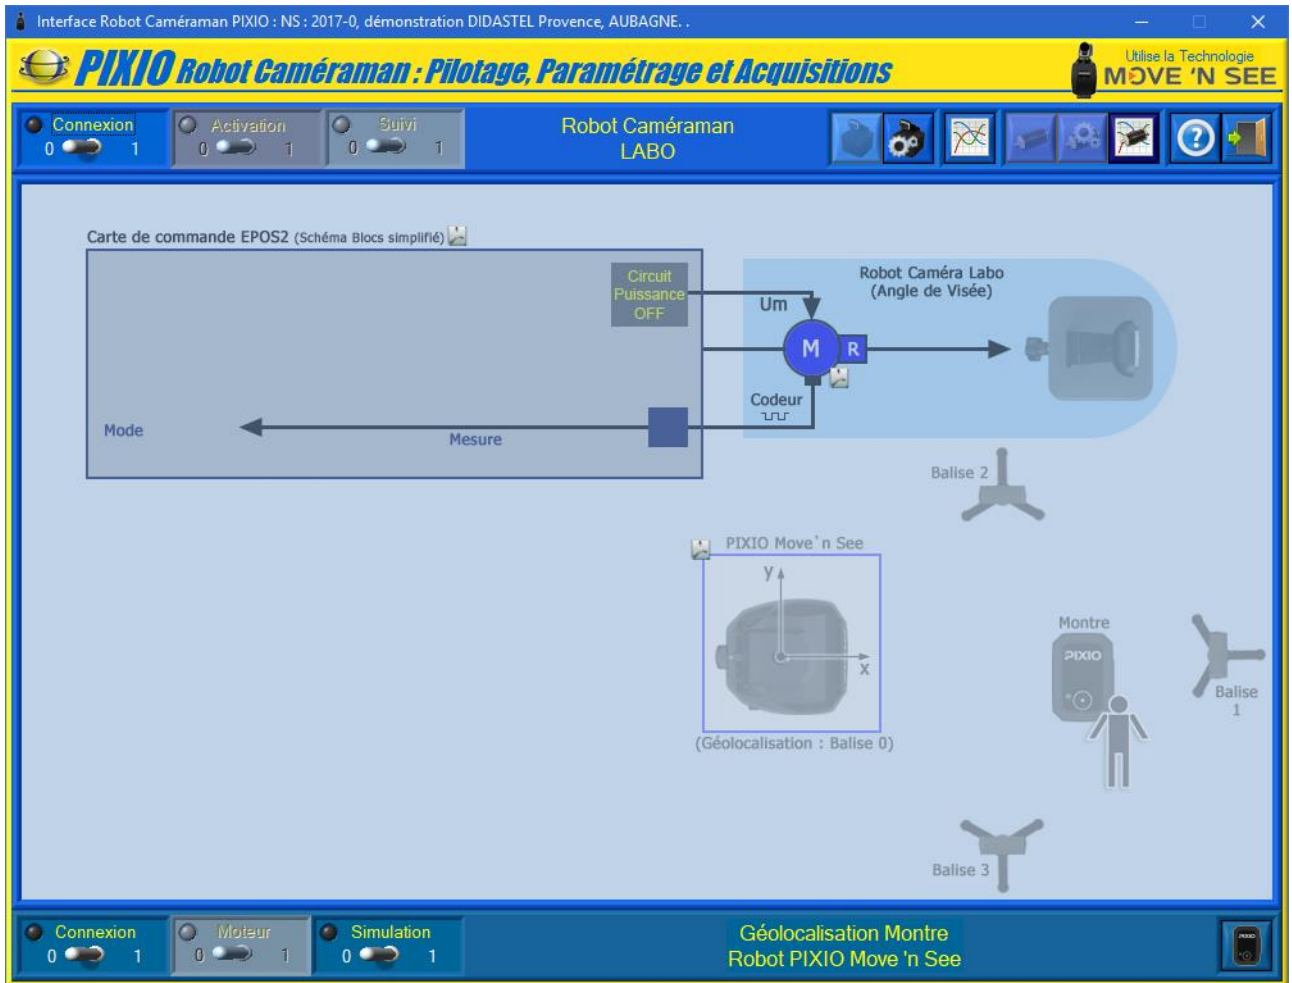 Interface Robot Caméraman PIXIO : NS : 2017-0, démonstration DIDASTEL Provence, AUBAGNE. .
PIXIO Robot Caméraman : Pilotage, Paramétrage et Acquisitions
Utilise la Technologie
MOVE 'N SEE
Connexion
0 1
Activation
0 1
Suivi
0 1
Robot Caméraman
LABO
Carte de commande EPOS2 (Schéma Blocs simplifié)
Circuit
Puissance
OFF
Um
Robot Caméra Labo
(Angle de Visée)
M
R
Codeur
Mode
Mesure
Balise 2
PIXIO Move`n See
y
x
(Géolocalisation : Balise 0)
Montre
PIXIO
Balise
1
Balise 3
Connexion
0 1
Moteur
0 1
Simulation
0 1
Géolocalisation Montre
Robot PIXIO Move 'n See
PIXIO